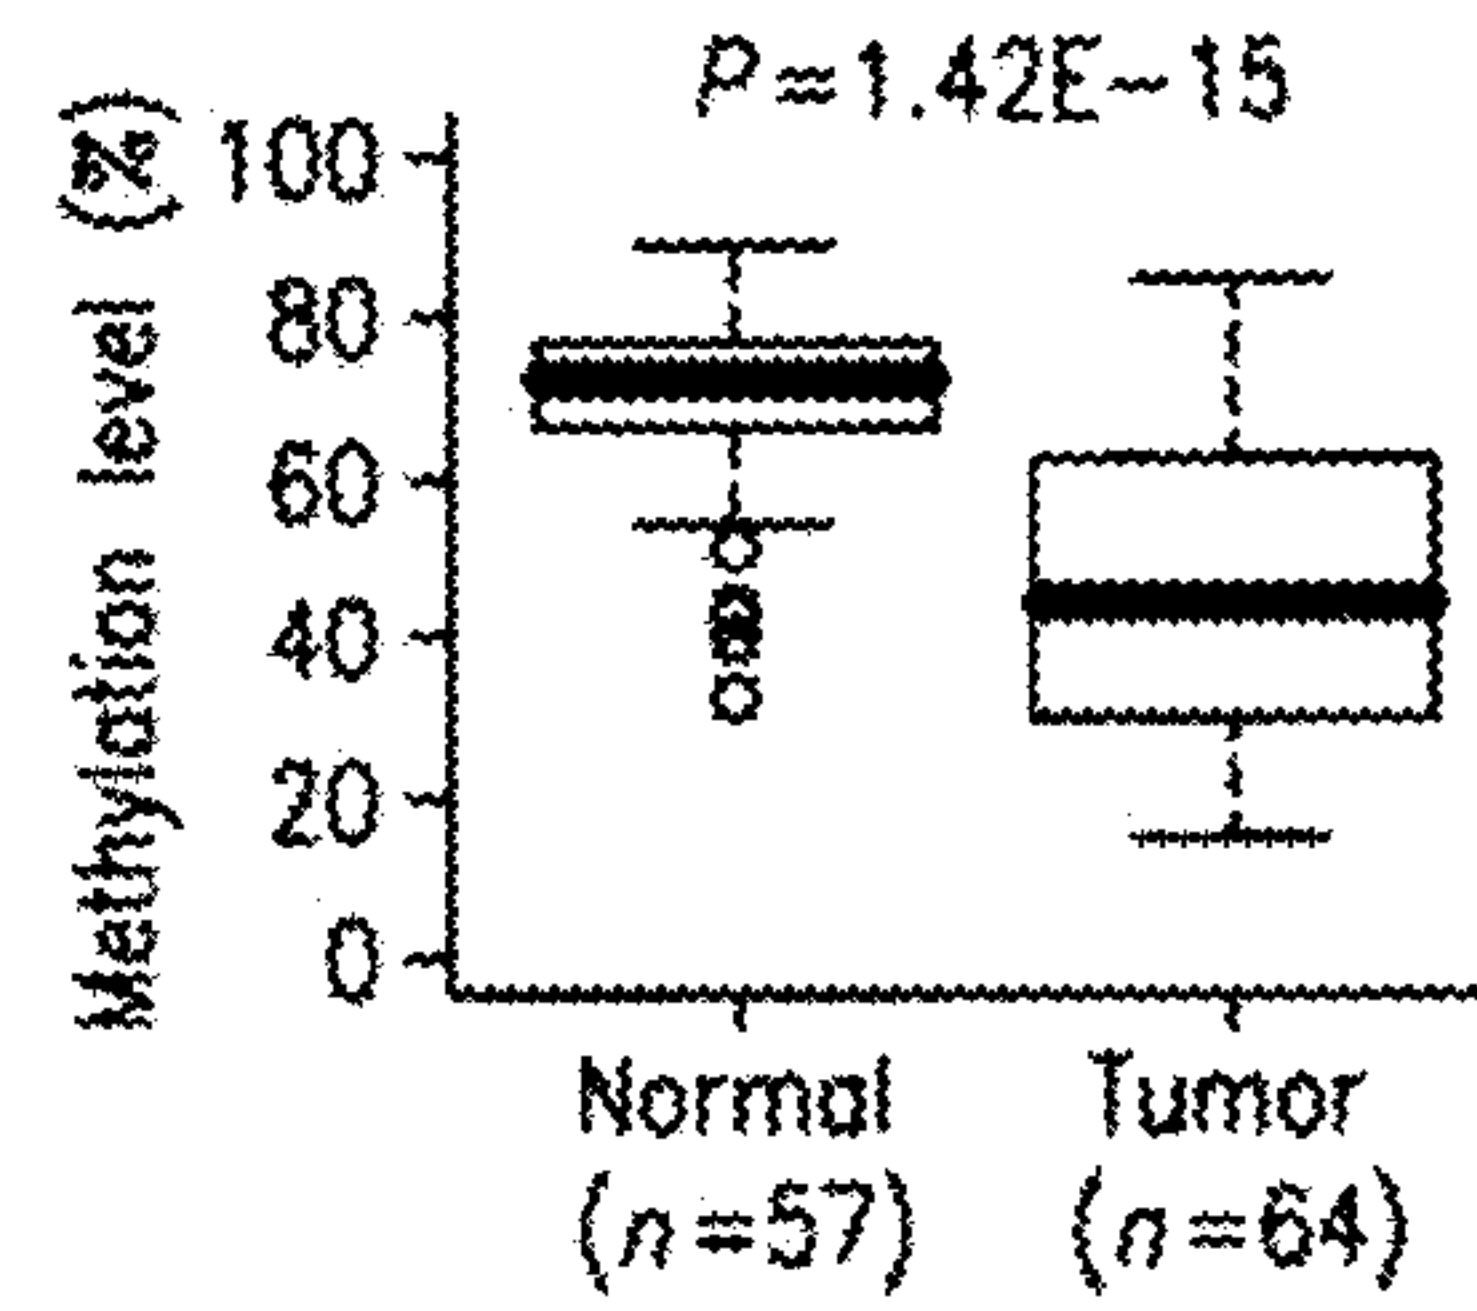 P=1.42E-15
Methylation level (%)
100
80
60
40
20
0
Normal
(n=57)
Tumor
(n=64)